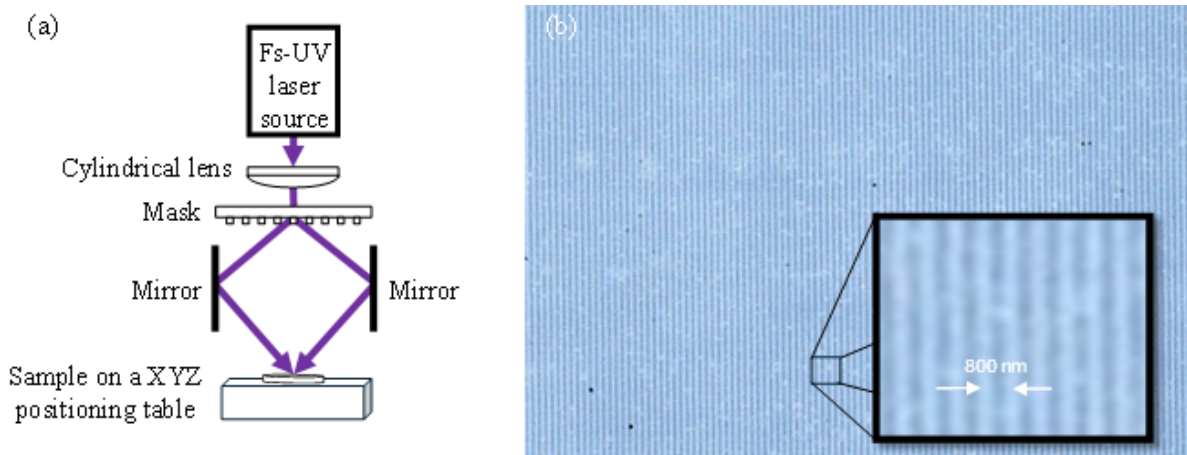 (a)
Fs-UV
laser
source
Cylindrical lens
Mask
Mirror
Mirror
Sample on a XYZ
positioning table
(b)
800 nm